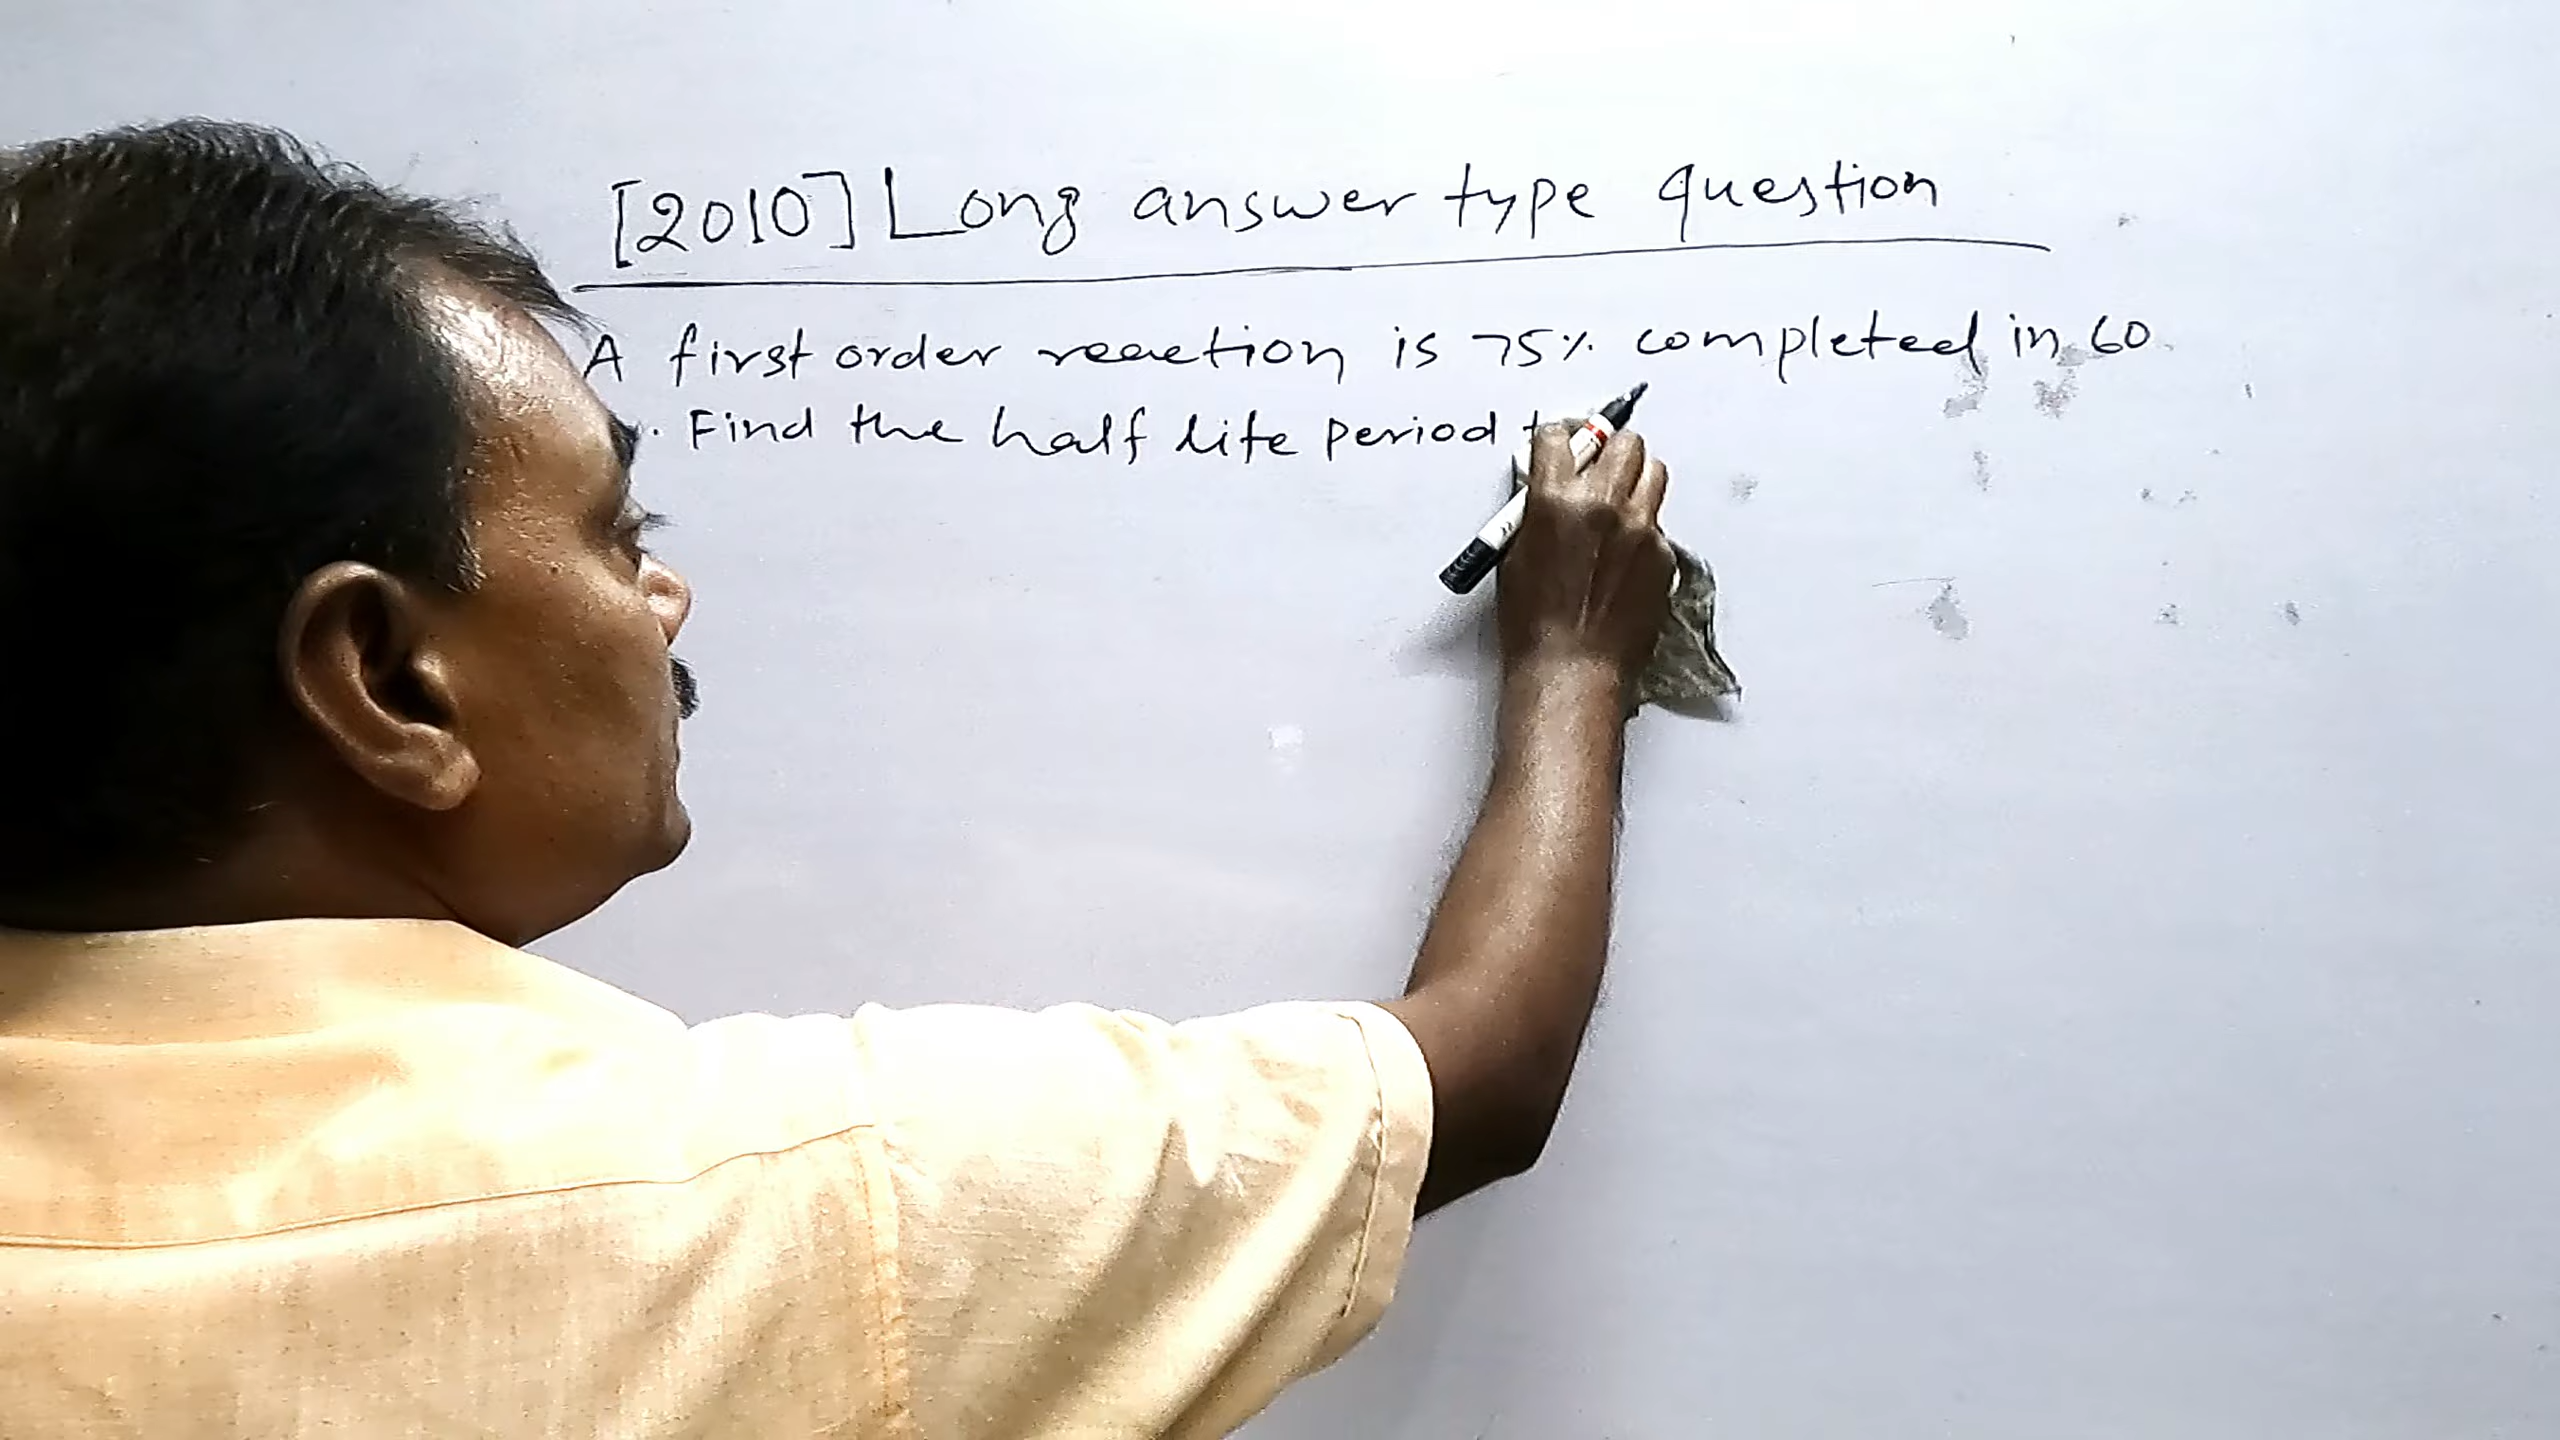 [2010] Long answer type question
A first order reaction is 75% completed in 60
. Find the half life period